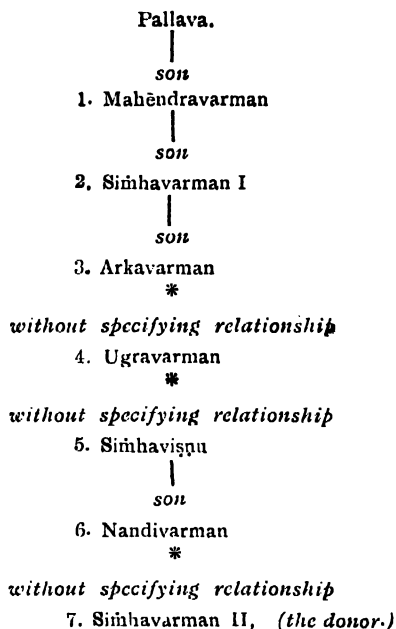 Pallava.
son
1. Mahēndravarman
son
2. Siṁhavarman I
son
3. Arkavarman
*
without specifying relationship
4. Ugravarman
*
without specifying relationship
5. Siṁhaviṣṇu
son
6. Nandivarman
*
without specifying relationship
7. Siṁhavarman II, (the donor.)